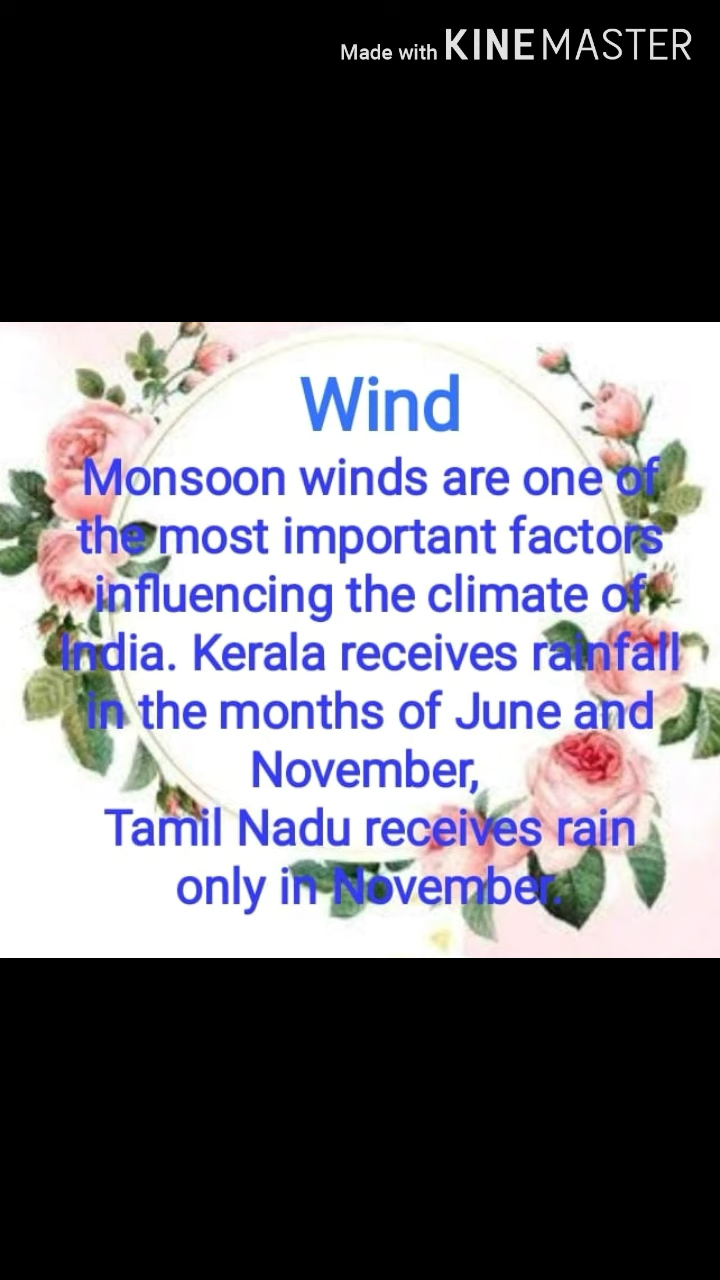 Made with KINEMASTER
Wind
Monsoon winds are one of
the most important factors
influencing the climate of
India. Kerala receives rainfall
in the months of June and
November,
Tamil Nadu receives rain
only in November.